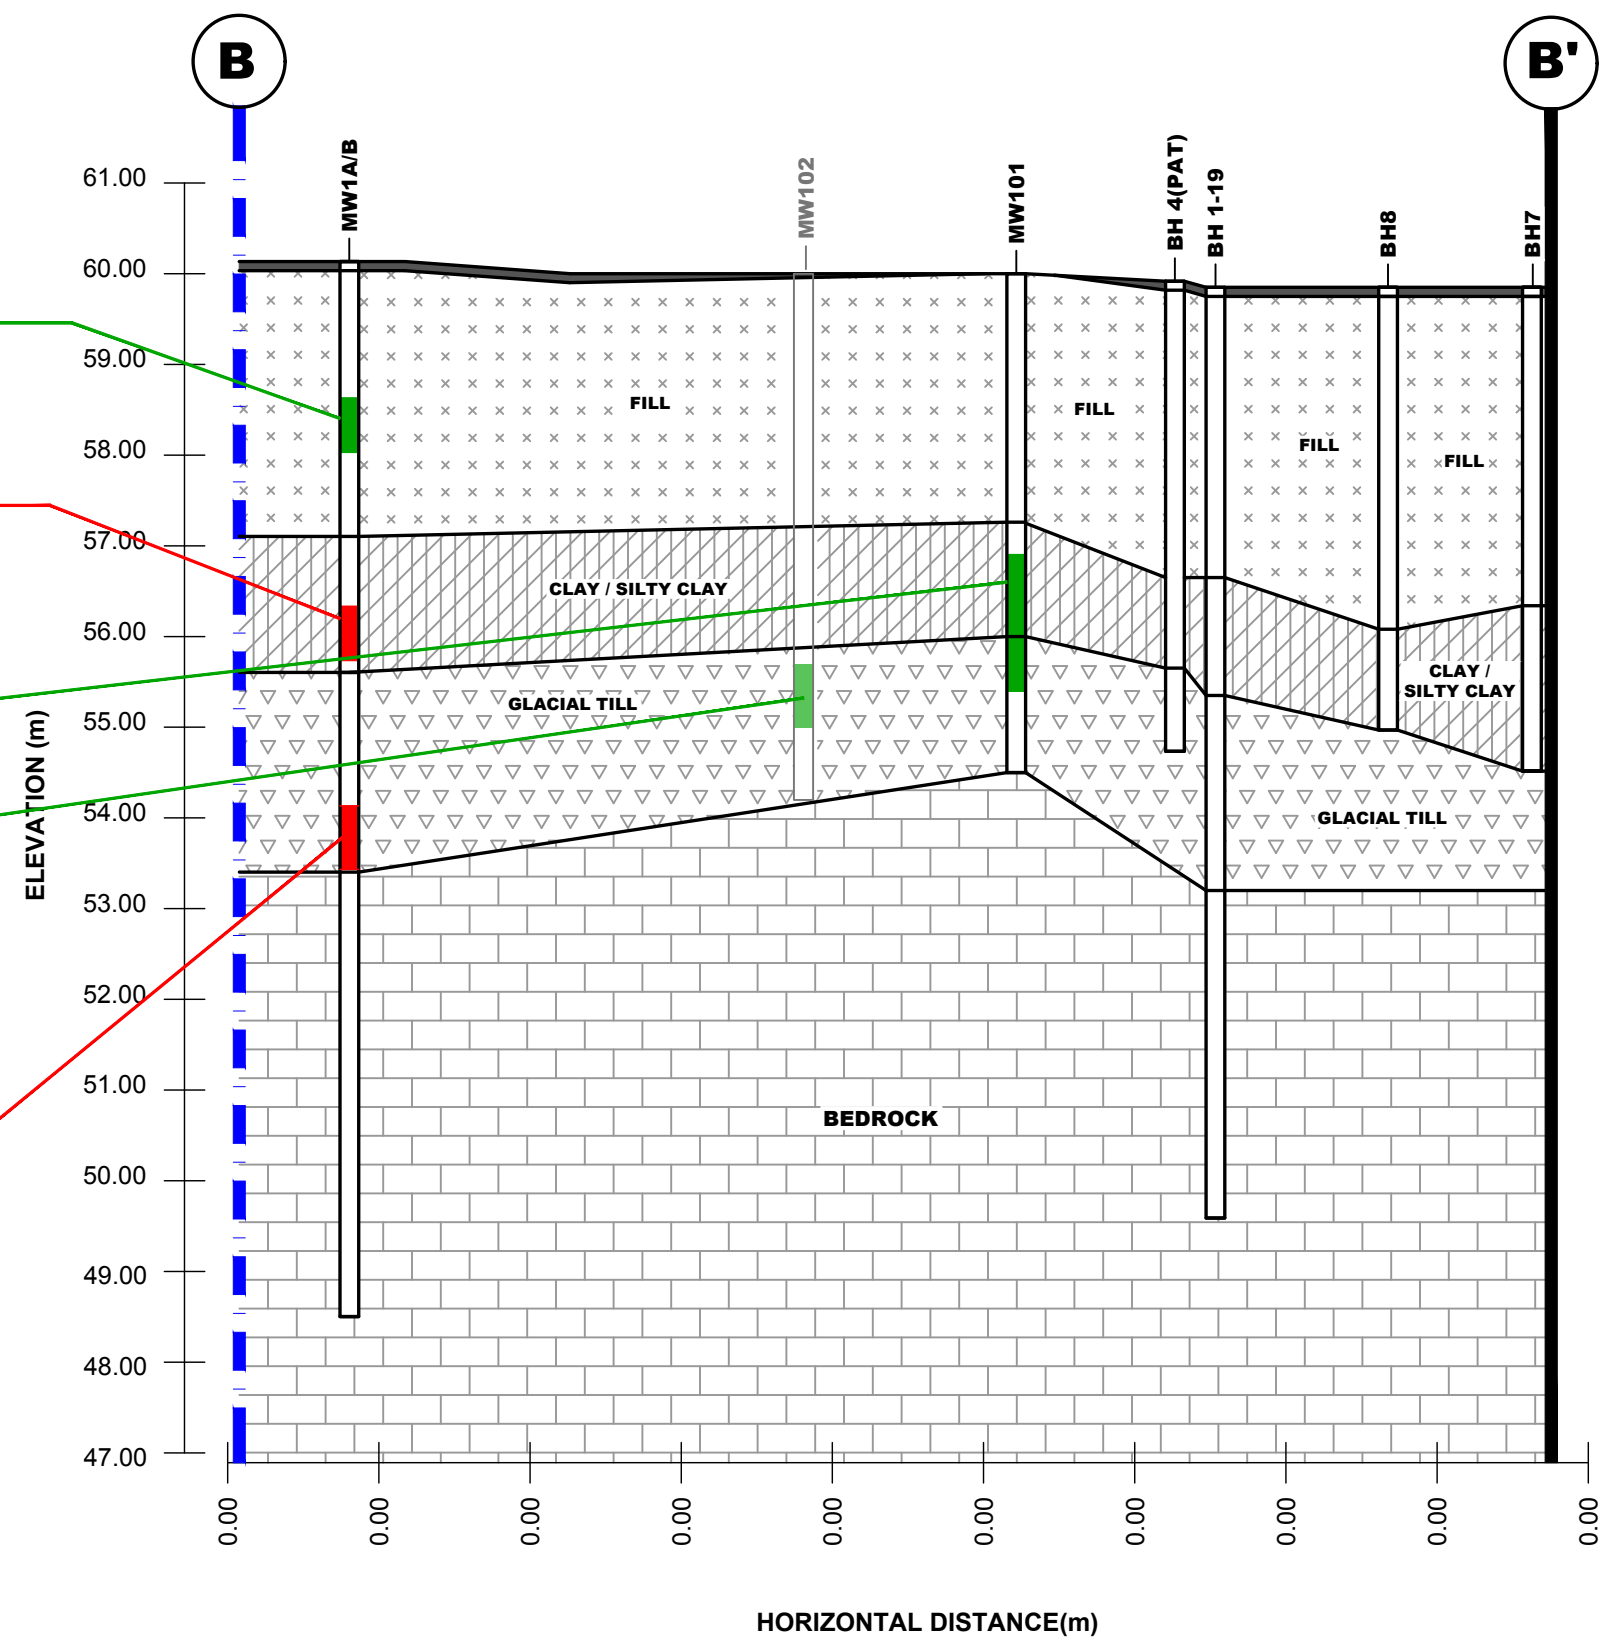 B
B'
MW1A/B
MW102
MW101
BH 4(PAT)
BH 1-19
BH8
BH7
61.00
60.00
59.00
58.00
57.00
56.00
55.00
54.00
53.00
52.00
51.00
50.00
49.00
48.00
47.00
ELEVATION (m)
FILL
FILL
FILL
FILL
CLAY / SILTY CLAY
CLAY /
SILTY CLAY
GLACIAL TILL
GLACIAL TILL
BEDROCK
0.00
0.00
0.00
0.00
0.00
0.00
0.00
0.00
0.00
0.00
HORIZONTAL DISTANCE(m)